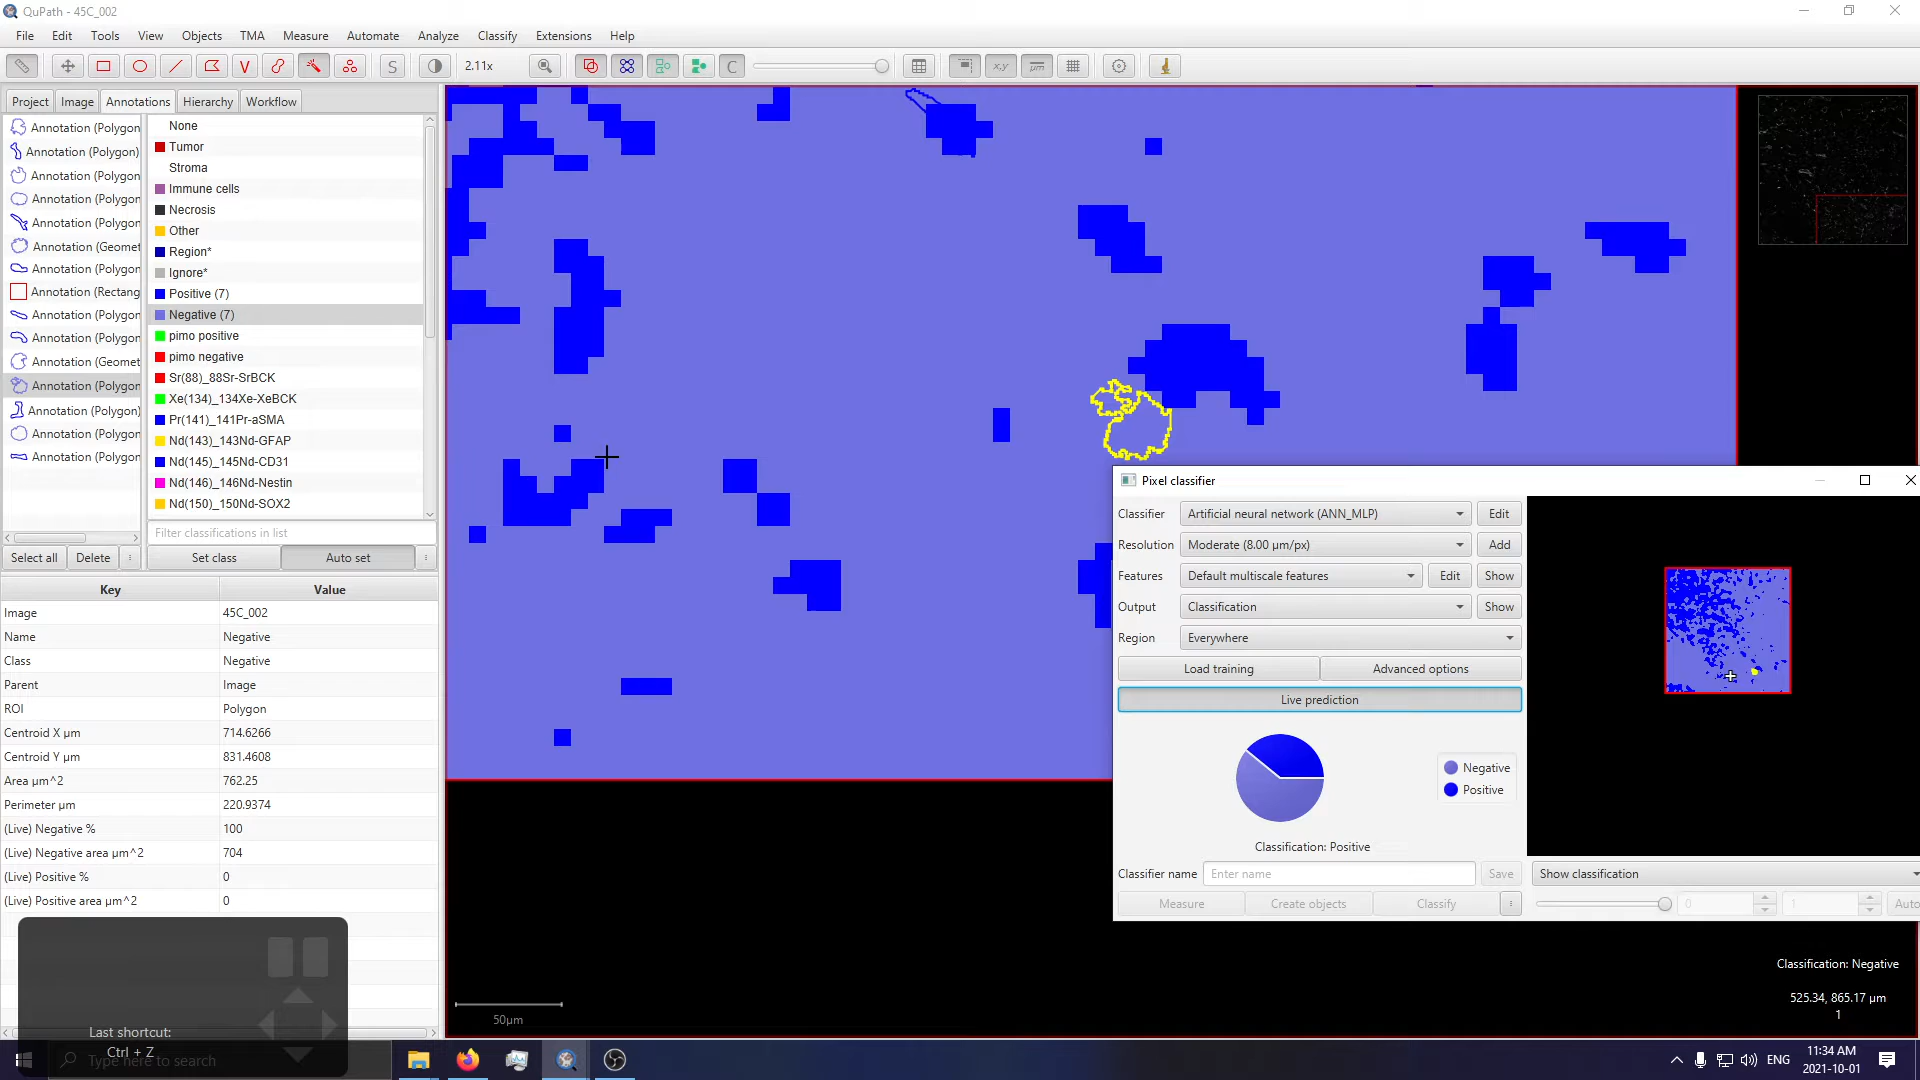 QuPath - 45C_002
File Edit Tools View Objects TMA Measure Automate Analyze Classify Extensions Help
V S 2.11x C x,y
Project Image Annotations Hierarchy Workflow
Annotation (Polygon
Annotation (Polygon)
Annotation (Polygon
Annotation (Polygon
Annotation (Polygon
Annotation (Geomet
Annotation (Polygon
Annotation (Rectang
Annotation (Polygon
Annotation (Polygon
Annotation (Geomet
Annotation (Polygon
Annotation (Polygon)
Annotation (Polygon
Annotation (Polygon
None
Tumor
Stroma
Immune cells
Necrosis
Other
Region*
Ignore*
Positive (7)
Negative (7)
pimo positive
pimo negative
Sr(88)_88Sr-SrBCK
Xe(134)_134Xe-XeBCK
Pr(141)_141Pr-aSMA
Nd(143)_143Nd-GFAP
Nd(145)_145Nd-CD31
Nd(146)_146Nd-Nestin
Nd(150)_150Nd-SOX2
Filter classifications in list
Select all Delete Set class Auto set
Key Value
Image 45C_002
Name Negative
Class Negative
Parent Image
ROI Polygon
Centroid X µm 714.6266
Centroid Y µm 831.4608
Area µm^2 762.25
Perimeter µm 220.9374
(Live) Negative % 100
(Live) Negative area µm^2 704
(Live) Positive % 0
(Live) Positive area µm^2 0
Last shortcut:
Ctrl + Z
50µm
Pixel classifier
Classifier Artificial neural network (ANN_MLP) Edit
Resolution Moderate (8.00 µm/px) Add
Features Default multiscale features Edit Show
Output Classification Show
Region Everywhere
Load training Advanced options
Live prediction
Negative
Positive
Classification: Positive
Classifier name Enter name Save
Measure Create objects Classify
Show classification
0 1 Auto
Classification: Negative
525.34, 865.17 µm
1
Type here to search
ENG
11:34 AM
2021-10-01